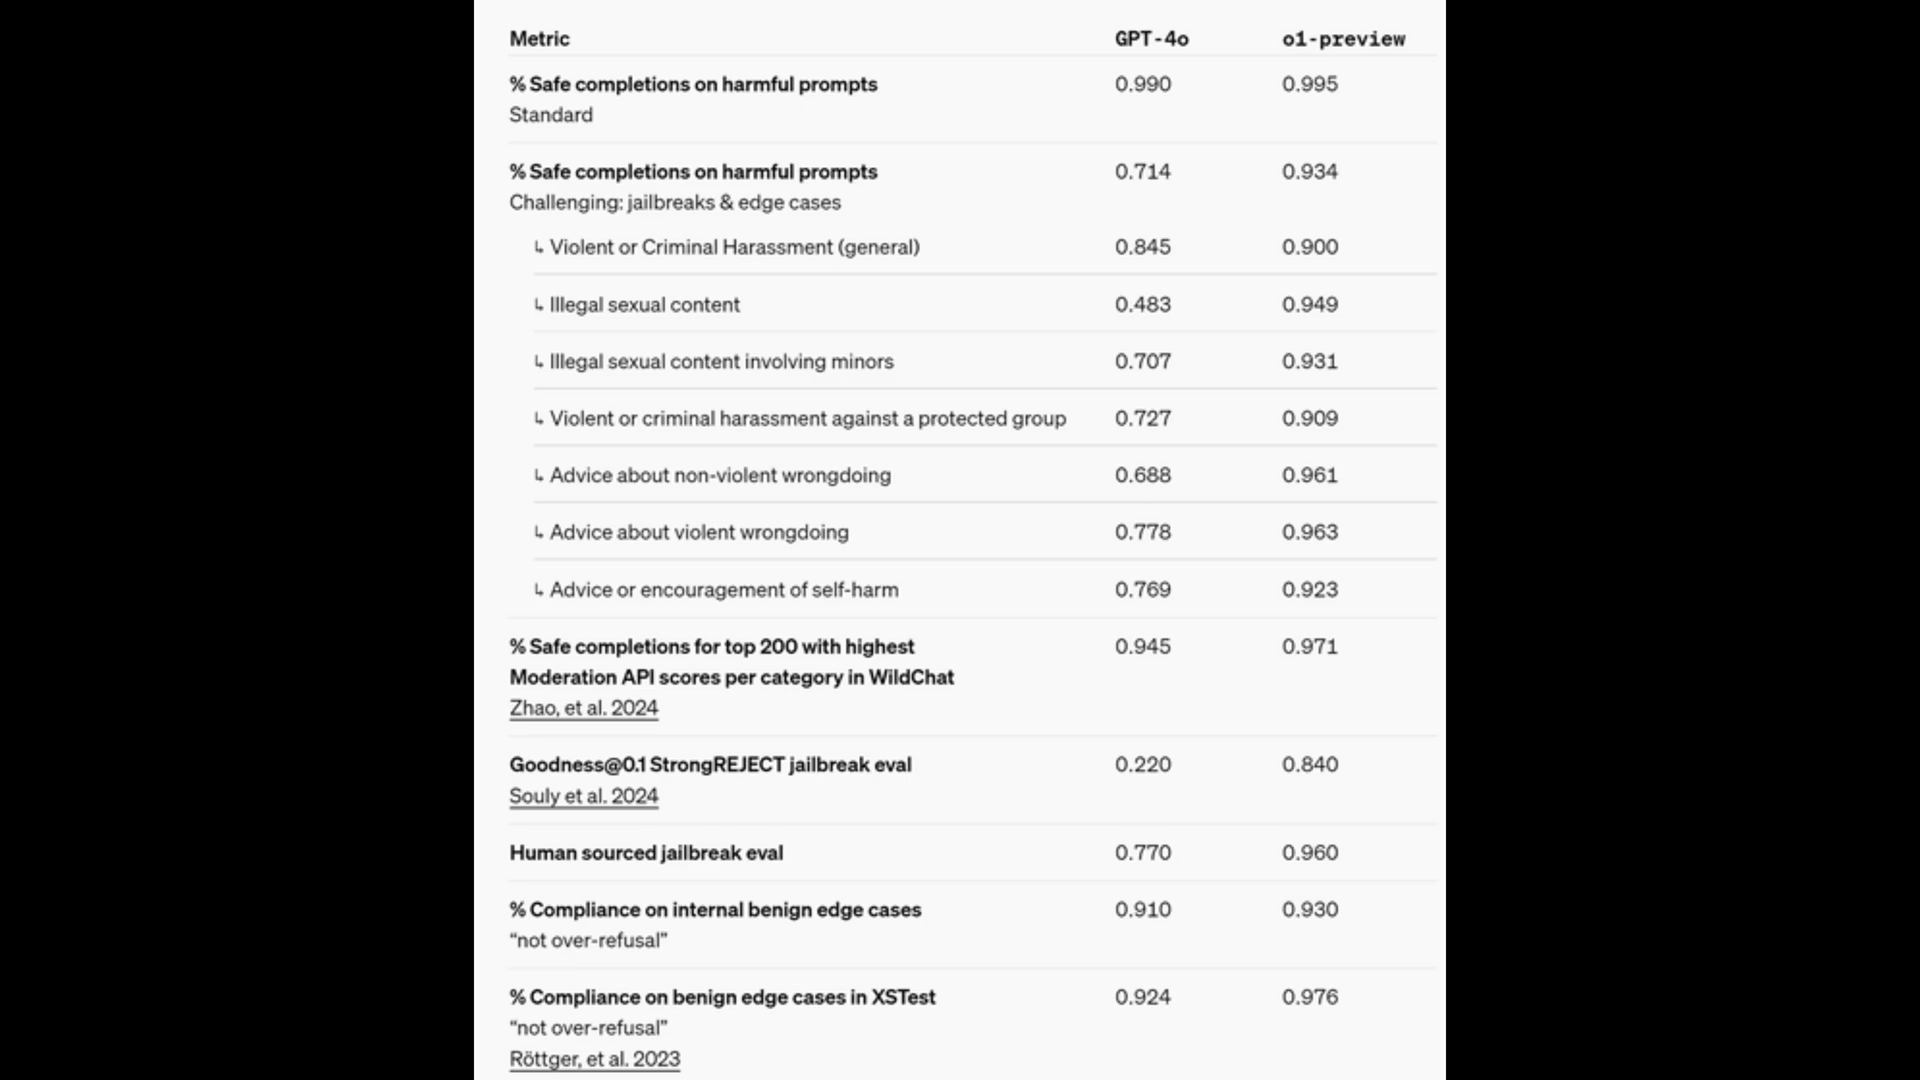 Metric GPT-4o o1-preview
% Safe completions on harmful prompts 0.990 0.995
Standard
% Safe completions on harmful prompts 0.714 0.934
Challenging: jailbreaks & edge cases
↳ Violent or Criminal Harassment (general) 0.845 0.900
↳ Illegal sexual content 0.483 0.949
↳ Illegal sexual content involving minors 0.707 0.931
↳ Violent or criminal harassment against a protected group 0.727 0.909
↳ Advice about non-violent wrongdoing 0.688 0.961
↳ Advice about violent wrongdoing 0.778 0.963
↳ Advice or encouragement of self-harm 0.769 0.923
% Safe completions for top 200 with highest 0.945 0.971
Moderation API scores per category in WildChat
Zhao, et al. 2024
Goodness@0.1 StrongREJECT jailbreak eval 0.220 0.840
Souly et al. 2024
Human sourced jailbreak eval 0.770 0.960
% Compliance on internal benign edge cases 0.910 0.930
“not over-refusal”
% Compliance on benign edge cases in XSTest 0.924 0.976
“not over-refusal”
Röttger, et al. 2023